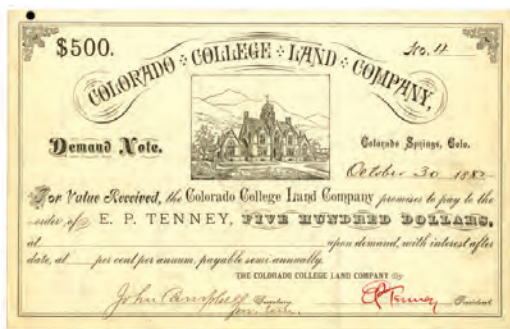 $500.
No. 4
COLORADO COLLEGE LAND COMPANY,
Demand Note.
Colorado Springs, Colo.
October 30 188
For Value Received, the Colorado College Land Company promises to pay to the
order of E. P. TENNEY, FIVE HUNDRED DOLLARS,
at upon demand, with interest after
date, at per cent per annum, payable semi-annually.
THE COLORADO COLLEGE LAND COMPANY By
John Campbell Secretary E P Tenney President